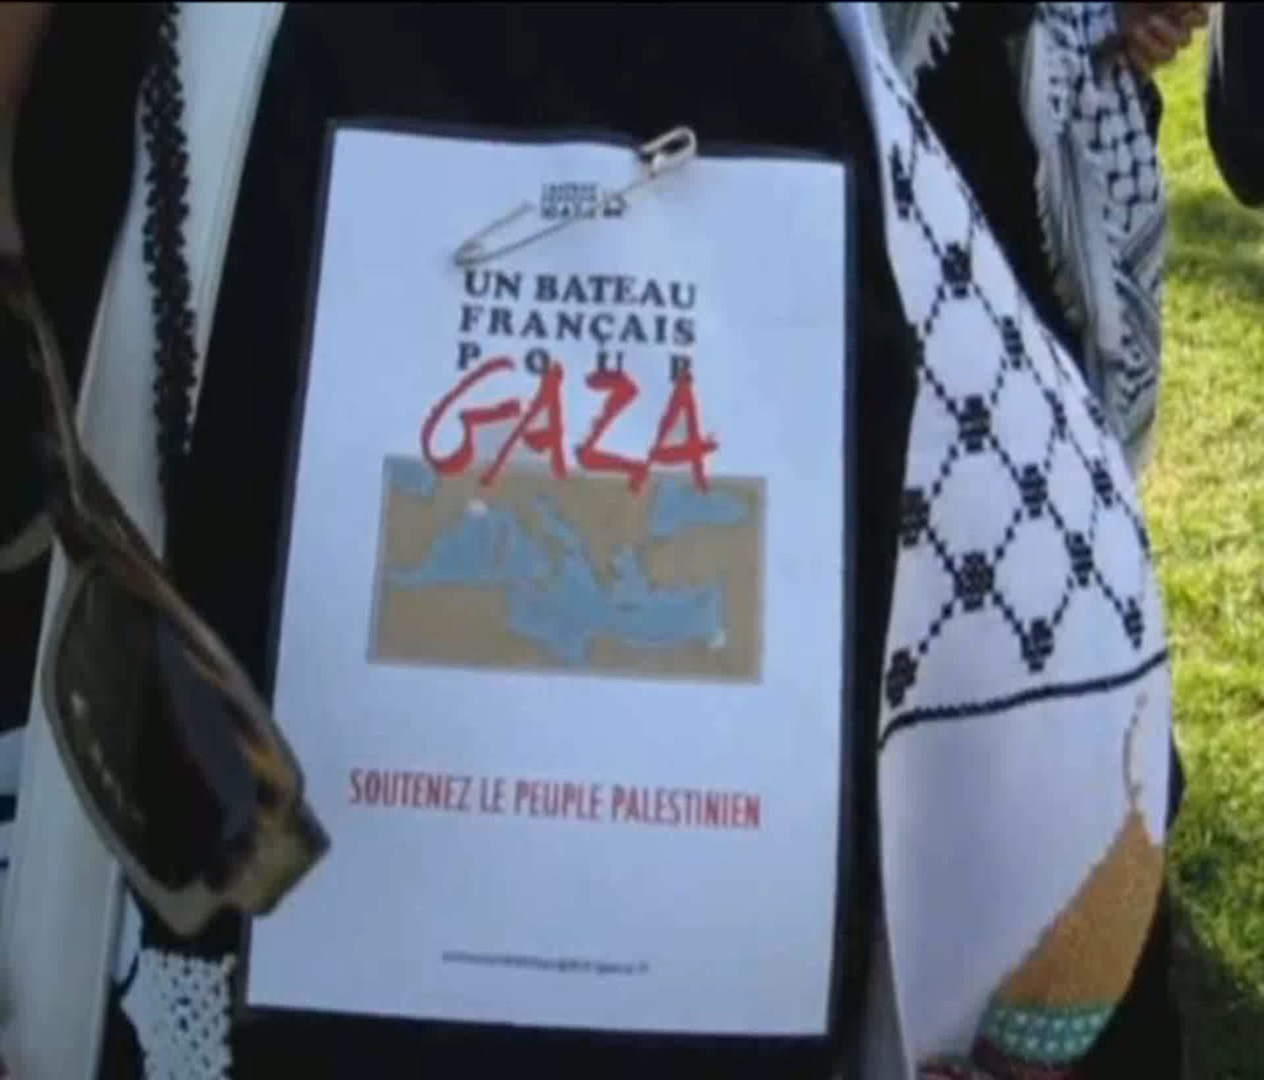 UN BATEAU
FRANÇAIS
POUR
GAZA
SOUTENEZ LE PEUPLE PALESTINIEN